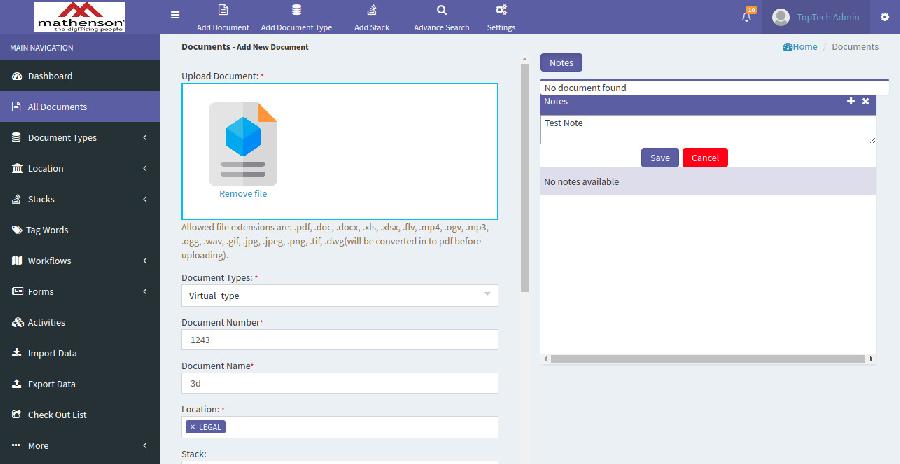 mathenson
the digitizing people
Add Document
Add Document Type
Add Stack
Advance Search
Settings
TopTech Admin
MAIN NAVIGATION
Dashboard
All Documents
Document Types
Location
Stacks
Tag Words
Workflows
Forms
Activities
Import Data
Export Data
Check Out List
More
Documents - Add New Document
Home / Documents
Upload Document: *
Remove file
Allowed file extensions are: .pdf, .doc, .docx, .xls, .xlsx, .flv, .mp4, .ogv, .mp3,
.ogg, .wav, .gif, .jpg, .jpeg, .png, .tif, .dwg(will be converted in to pdf before
uploading).
Document Types: *
Virtual_type
Document Number*
1243
Document Name*
3d
Location: *
× LEGAL
Stack:
Notes
No document found
Notes
Test Note
Save
Cancel
No notes available